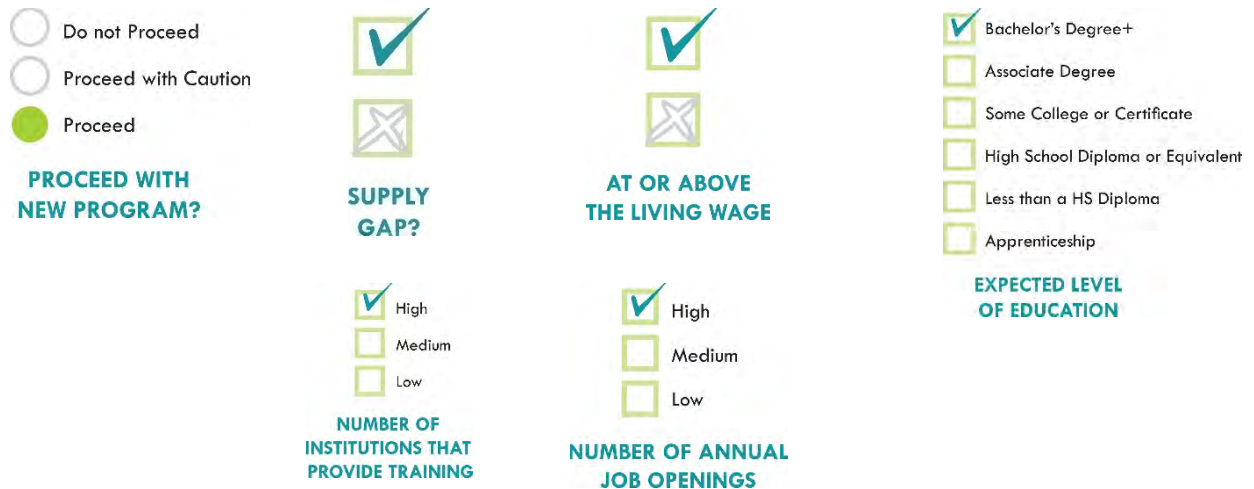 Do not Proceed
Proceed with Caution
Proceed
PROCEED WITH
NEW PROGRAM?
SUPPLY
GAP?
AT OR ABOVE
THE LIVING WAGE
Bachelor's Degree+
Associate Degree
Some College or Certificate
High School Diploma or Equivalent
Less than a HS Diploma
Apprenticeship
EXPECTED LEVEL
OF EDUCATION
High
Medium
Low
NUMBER OF
INSTITUTIONS THAT
PROVIDE TRAINING
High
Medium
Low
NUMBER OF ANNUAL
JOB OPENINGS